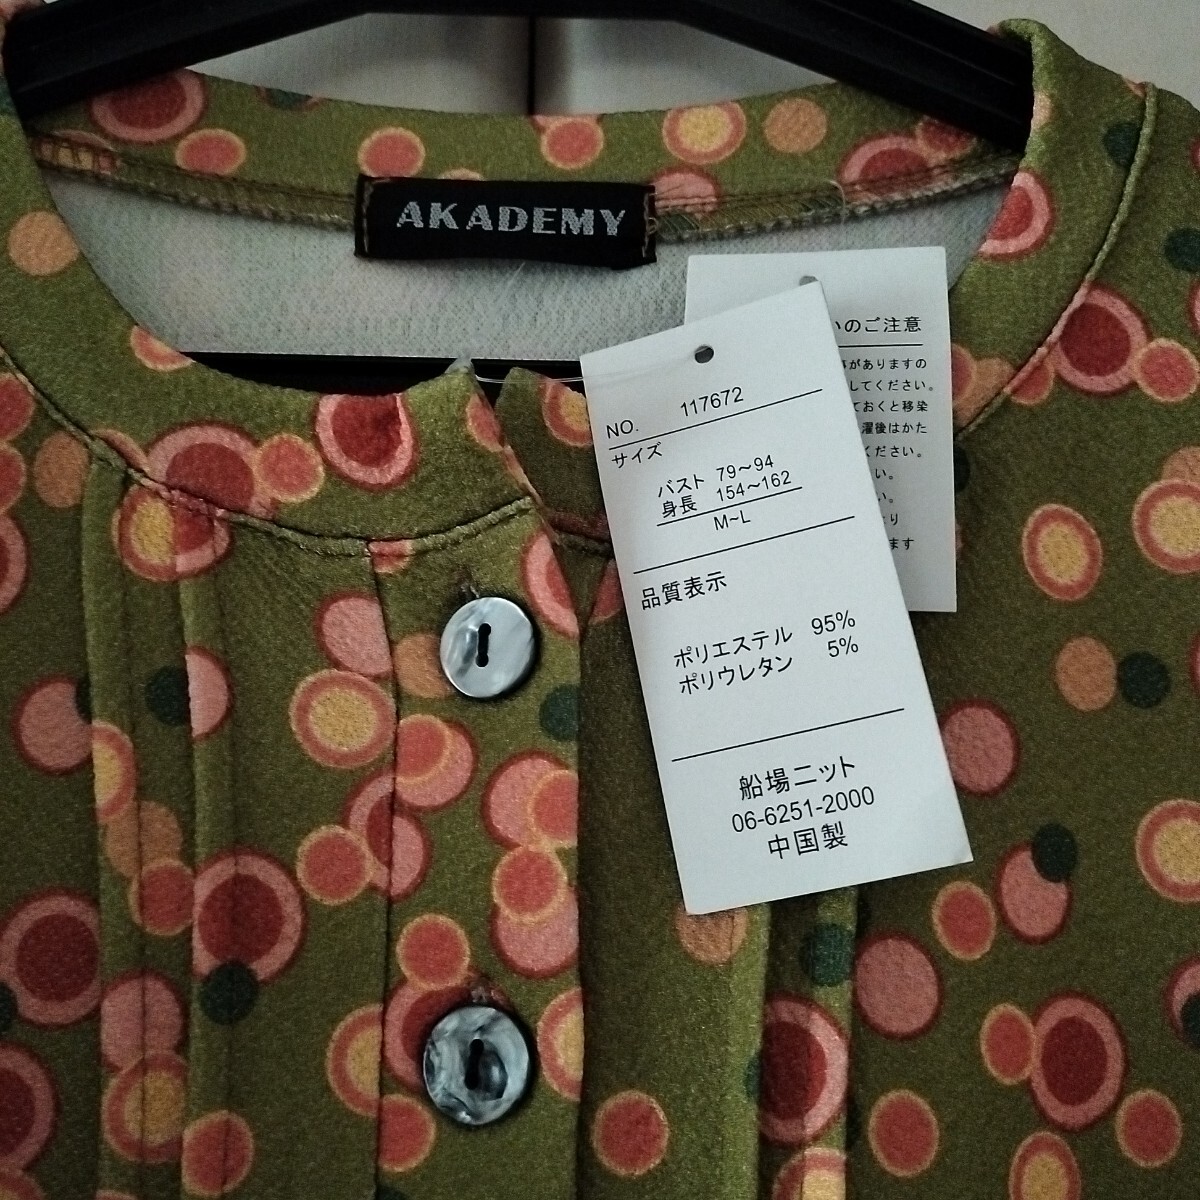 AKADEMY
NO. 117672
サイズ
バスト 79～94
身長 154～162
M~L
品質表示
ポリエステル 95%
ポリウレタン 5%
船場ニット
06-6251-2000
中国製
いのご注意
がありますの
してください。
ておくと移染
濯後はかた
ください。
い。
い。
り
ます